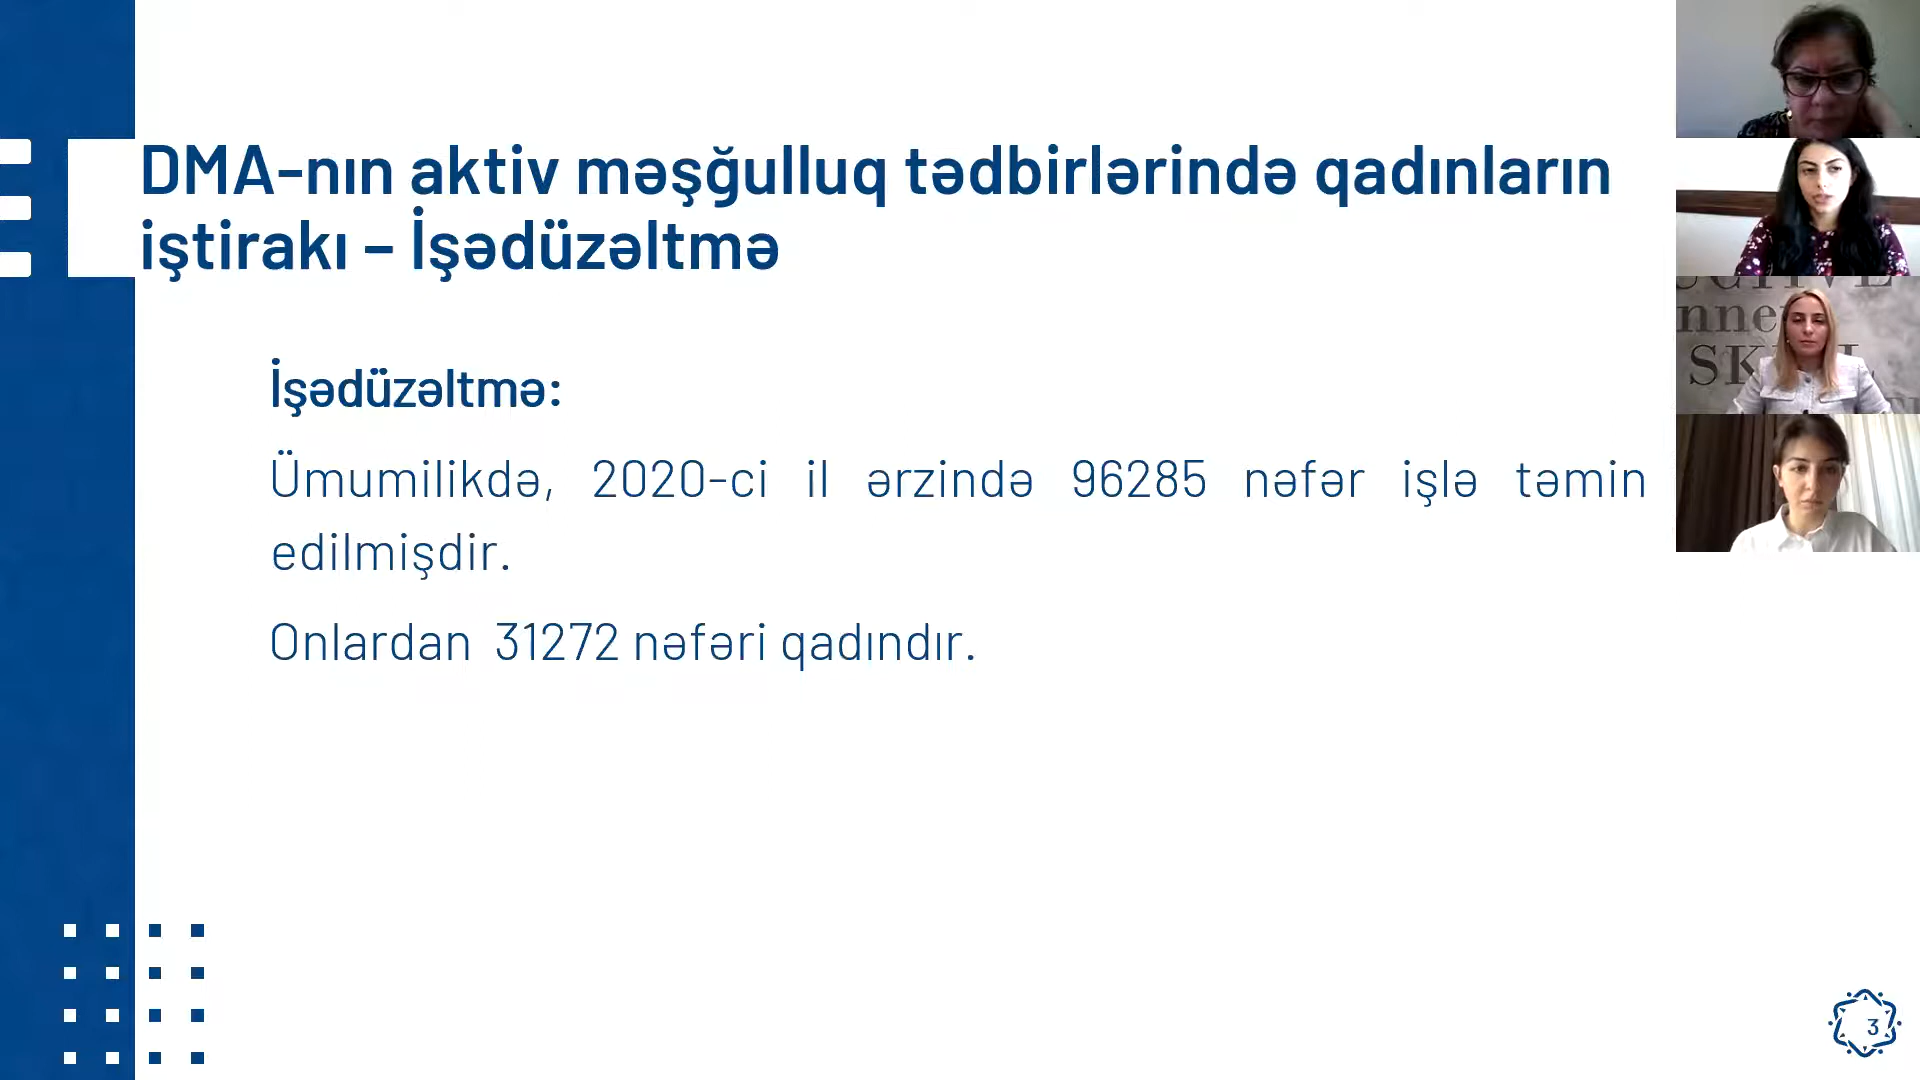 DMA-nın aktiv məşğulluq tədbirlərində qadınların
iştirakı – İşədüzəltmə
İşədüzəltmə:
Ümumilikdə, 2020-ci il ərzində 96285 nəfər işlə təmin
edilmişdir.
Onlardan 31272 nəfəri qadındır.
3